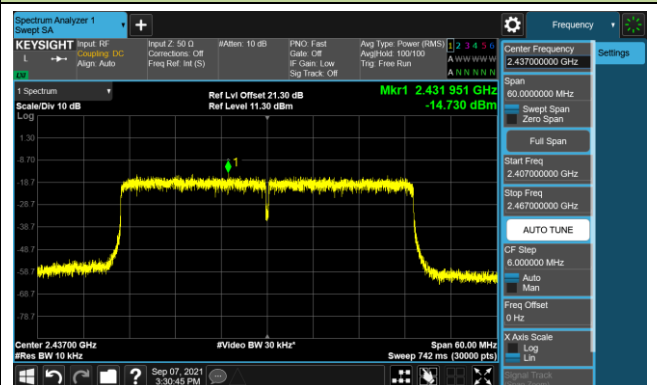 Spectrum Analyzer 1
Swept SA
Frequency
KEYSIGHT
L
Input: RF
Coupling: DC
Align: Auto
Input Z: 50 Ω
Corrections: Off
Freq Ref: Int (S)
#Atten: 10 dB
PNO: Fast
Gate: Off
IF Gain: Low
Sig Track: Off
Avg Type: Power (RMS)
Avg|Hold: 100/100
Trig: Free Run
1 2 3 4 5 6
A W W W W W
A N N N N N
1 Spectrum
Scale/Div 10 dB
Log
Ref Lvl Offset 21.30 dB
Ref Level 11.30 dBm
Mkr1 2.431 951 GHz
-14.730 dBm
1.30
-8.70
-18.7
-28.7
-38.7
-48.7
-58.7
-68.7
-78.7
1
Center 2.43700 GHz
#Res BW 10 kHz
#Video BW 30 kHz*
Span 60.00 MHz
Sweep 742 ms (30000 pts)
Sep 07, 2021
3:30:45 PM
Center Frequency
2.437000000 GHz
Settings
Span
60.0000000 MHz
Swept Span
Zero Span
Full Span
Start Freq
2.407000000 GHz
Stop Freq
2.467000000 GHz
AUTO TUNE
CF Step
6.000000 MHz
Auto
Man
Freq Offset
0 Hz
X Axis Scale
Log
Lin
Signal Track